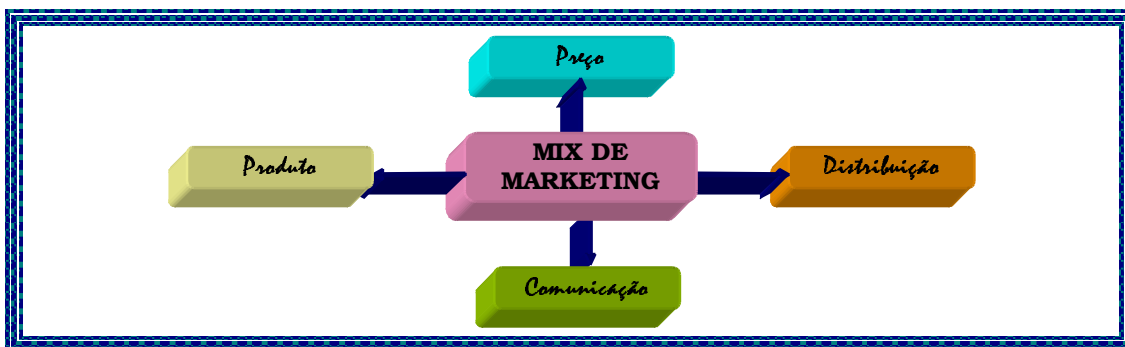 Preço
Produto
MIX DE
MARKETING
Distribuição
Comunicação